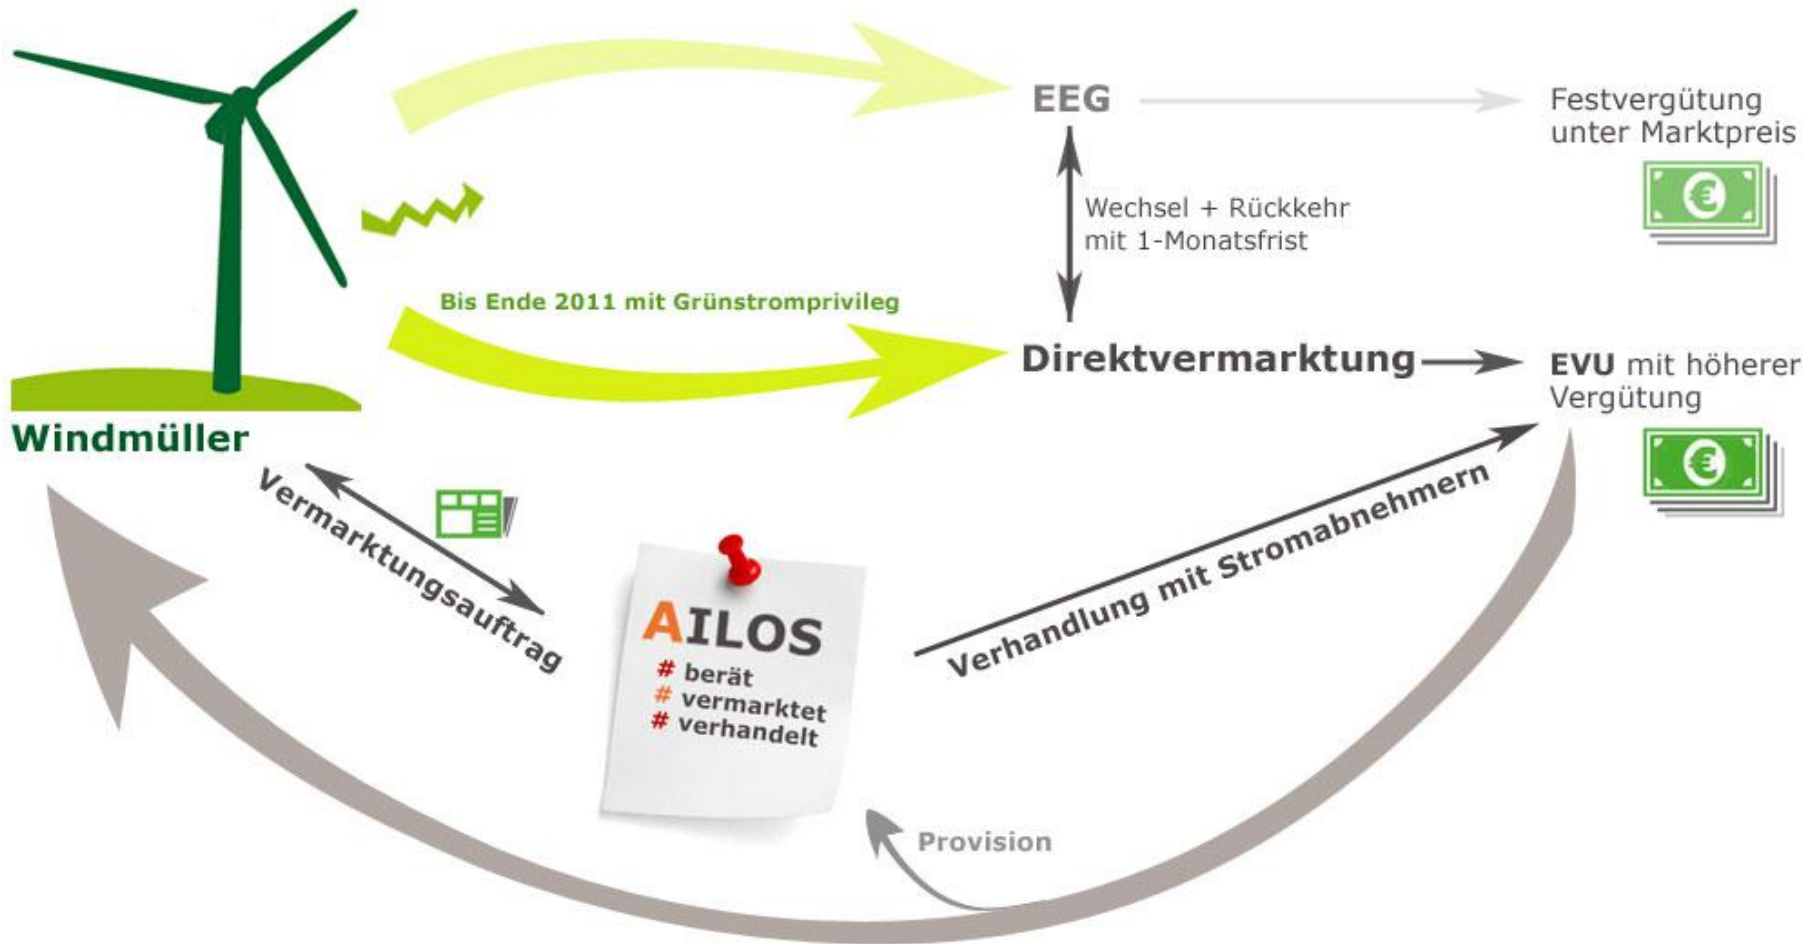 EEG
Festvergütung
unter Marktpreis
Wechsel + Rückkehr
mit 1-Monatsfrist
Bis Ende 2011 mit Grünstromprivileg
Direktvermarktung
EVU mit höherer
Vergütung
Windmüller
Vermarktungsauftrag
Verhandlung mit Stromabnehmern
AILOS
# berät
# vermarktet
# verhandelt
Provision